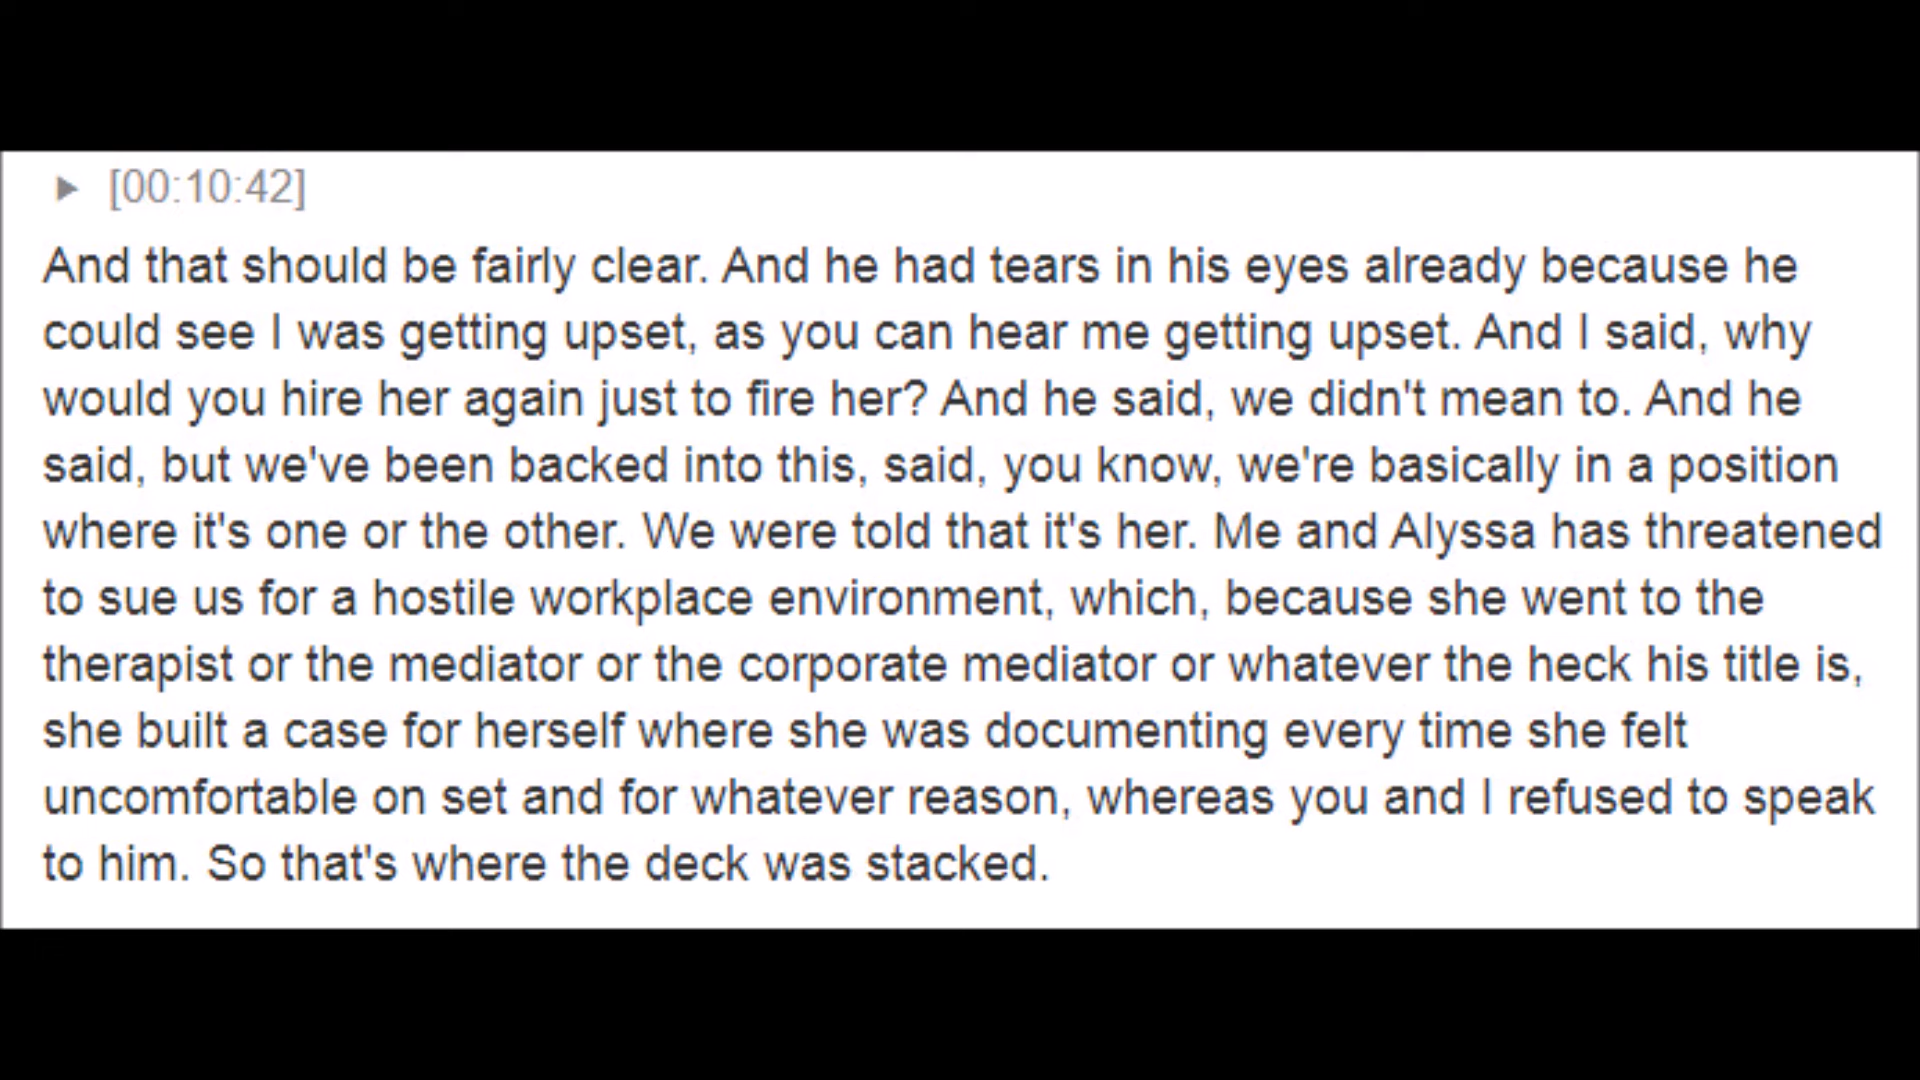 [00:10:42]
And that should be fairly clear. And he had tears in his eyes already because he
could see I was getting upset, as you can hear me getting upset. And I said, why
would you hire her again just to fire her? And he said, we didn't mean to. And he
said, but we've been backed into this, said, you know, we're basically in a position
where it's one or the other. We were told that it's her. Me and Alyssa has threatened
to sue us for a hostile workplace environment, which, because she went to the
therapist or the mediator or the corporate mediator or whatever the heck his title is,
she built a case for herself where she was documenting every time she felt
uncomfortable on set and for whatever reason, whereas you and I refused to speak
to him. So that's where the deck was stacked.